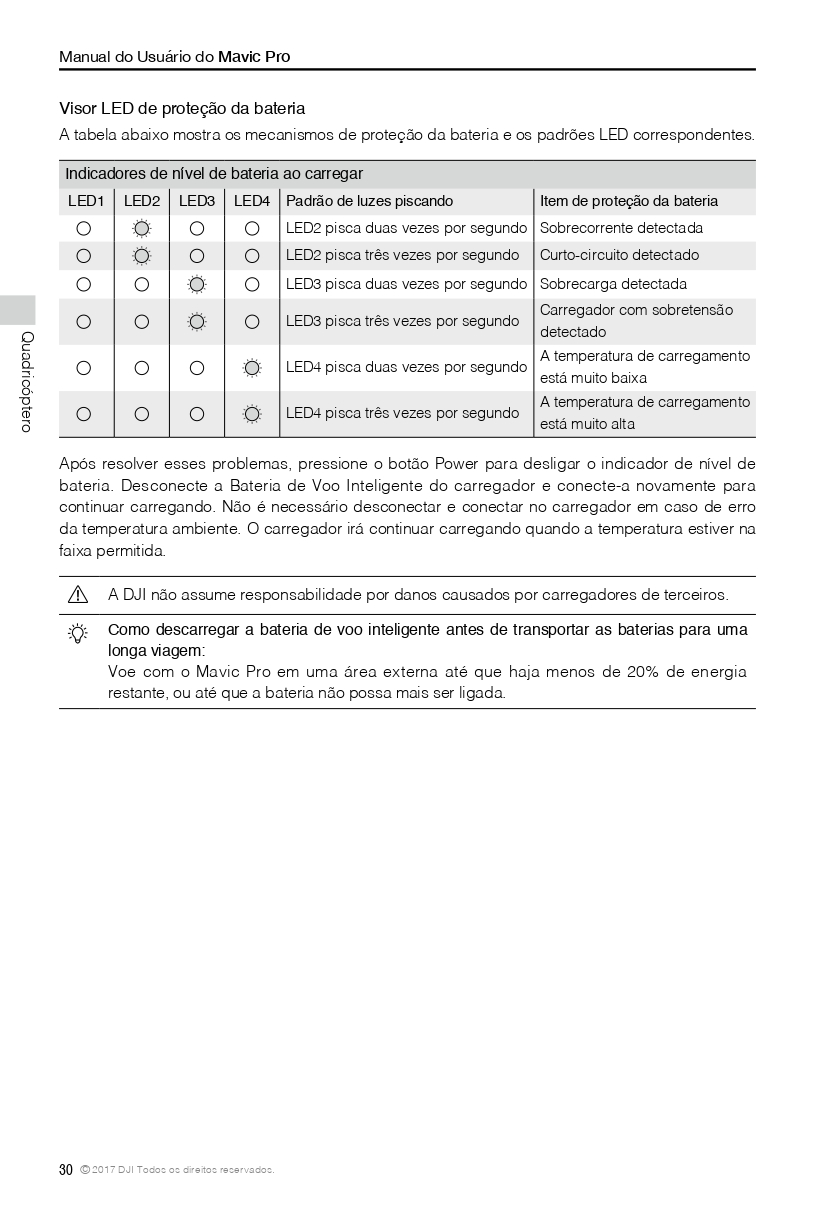 Manual do Usuário do Mavic Pro
Visor LED de proteção da bateria
A tabela abaixo mostra os mecanismos de proteção da bateria e os padrões LED correspondentes.
Indicadores de nível de bateria ao carregar
LED1 LED2 LED3 LED4 Padrão de luzes piscando Item de proteção da bateria
LED2 pisca duas vezes por segundo Sobrecorrente detectada
LED2 pisca três vezes por segundo Curto-circuito detectado
LED3 pisca duas vezes por segundo Sobrecarga detectada
LED3 pisca três vezes por segundo Carregador com sobretensão
detectado
LED4 pisca duas vezes por segundo A temperatura de carregamento
está muito baixa
LED4 pisca três vezes por segundo A temperatura de carregamento
está muito alta
Quadricóptero
Após resolver esses problemas, pressione o botão Power para desligar o indicador de nível de
bateria. Desconecte a Bateria de Voo Inteligente do carregador e conecte-a novamente para
continuar carregando. Não é necessário desconectar e conectar no carregador em caso de erro
da temperatura ambiente. O carregador irá continuar carregando quando a temperatura estiver na
faixa permitida.
A DJI não assume responsabilidade por danos causados por carregadores de terceiros.
Como descarregar a bateria de voo inteligente antes de transportar as baterias para uma
longa viagem:
Voe com o Mavic Pro em uma área externa até que haja menos de 20% de energia
restante, ou até que a bateria não possa mais ser ligada.
30 © 2017 DJI Todos os direitos reservados.